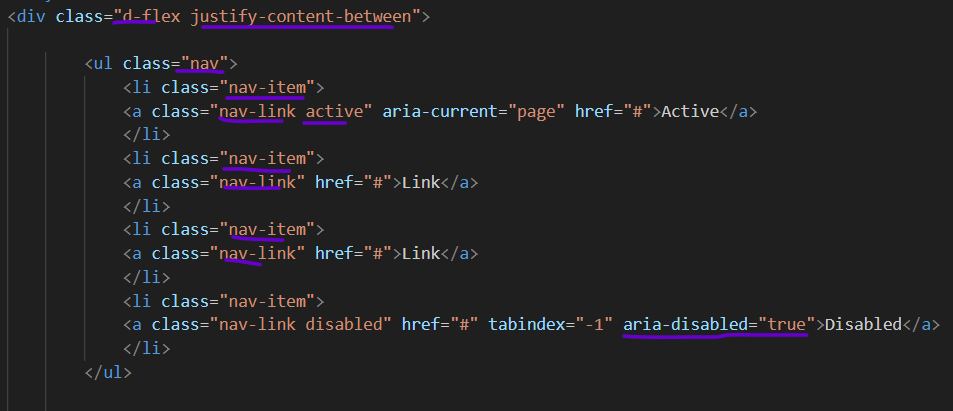 <div class="d-flex justify-content-between">
<ul class="nav">
<li class="nav-item">
<a class="nav-link active" aria-current="page" href="#">Active</a>
</li>
<li class="nav-item">
<a class="nav-link" href="#">Link</a>
</li>
<li class="nav-item">
<a class="nav-link" href="#">Link</a>
</li>
<li class="nav-item">
<a class="nav-link disabled" href="#" tabindex="-1" aria-disabled="true">Disabled</a>
</li>
</ul>